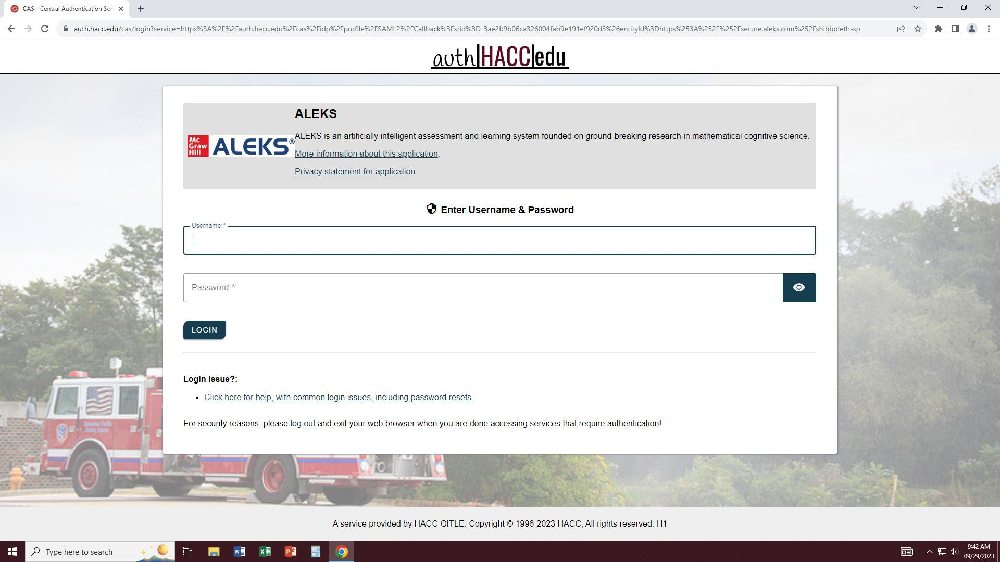 CAS - Central Authentication Ser
auth.hacc.edu/cas/login?service=https%3A%2F%2Fauth.hacc.edu%2Fcas%2Fidp%2Fprofile%2FSAML2%2FCallback%3Fsrid%3D_3ae2b9b06ca326004fab9e191ef920d3%26entityId%3Dhttps%253A%252F%252Fsecure.aleks.com%252Fshibboleth-sp
auth|HACC|edu
ALEKS
Mc
Graw
Hill
ALEKS®
ALEKS is an artificially intelligent assessment and learning system founded on ground-breaking research in mathematical cognitive science.
More information about this application.
Privacy statement for application.
Enter Username & Password
Username:*
Password:*
LOGIN
Login Issue?:
• Click here for help, with common login issues, including password resets.
For security reasons, please log out and exit your web browser when you are done accessing services that require authentication!
A service provided by HACC OITLE. Copyright © 1996-2023 HACC, All rights reserved. H1
Type here to search
9:42 AM
09/29/2023